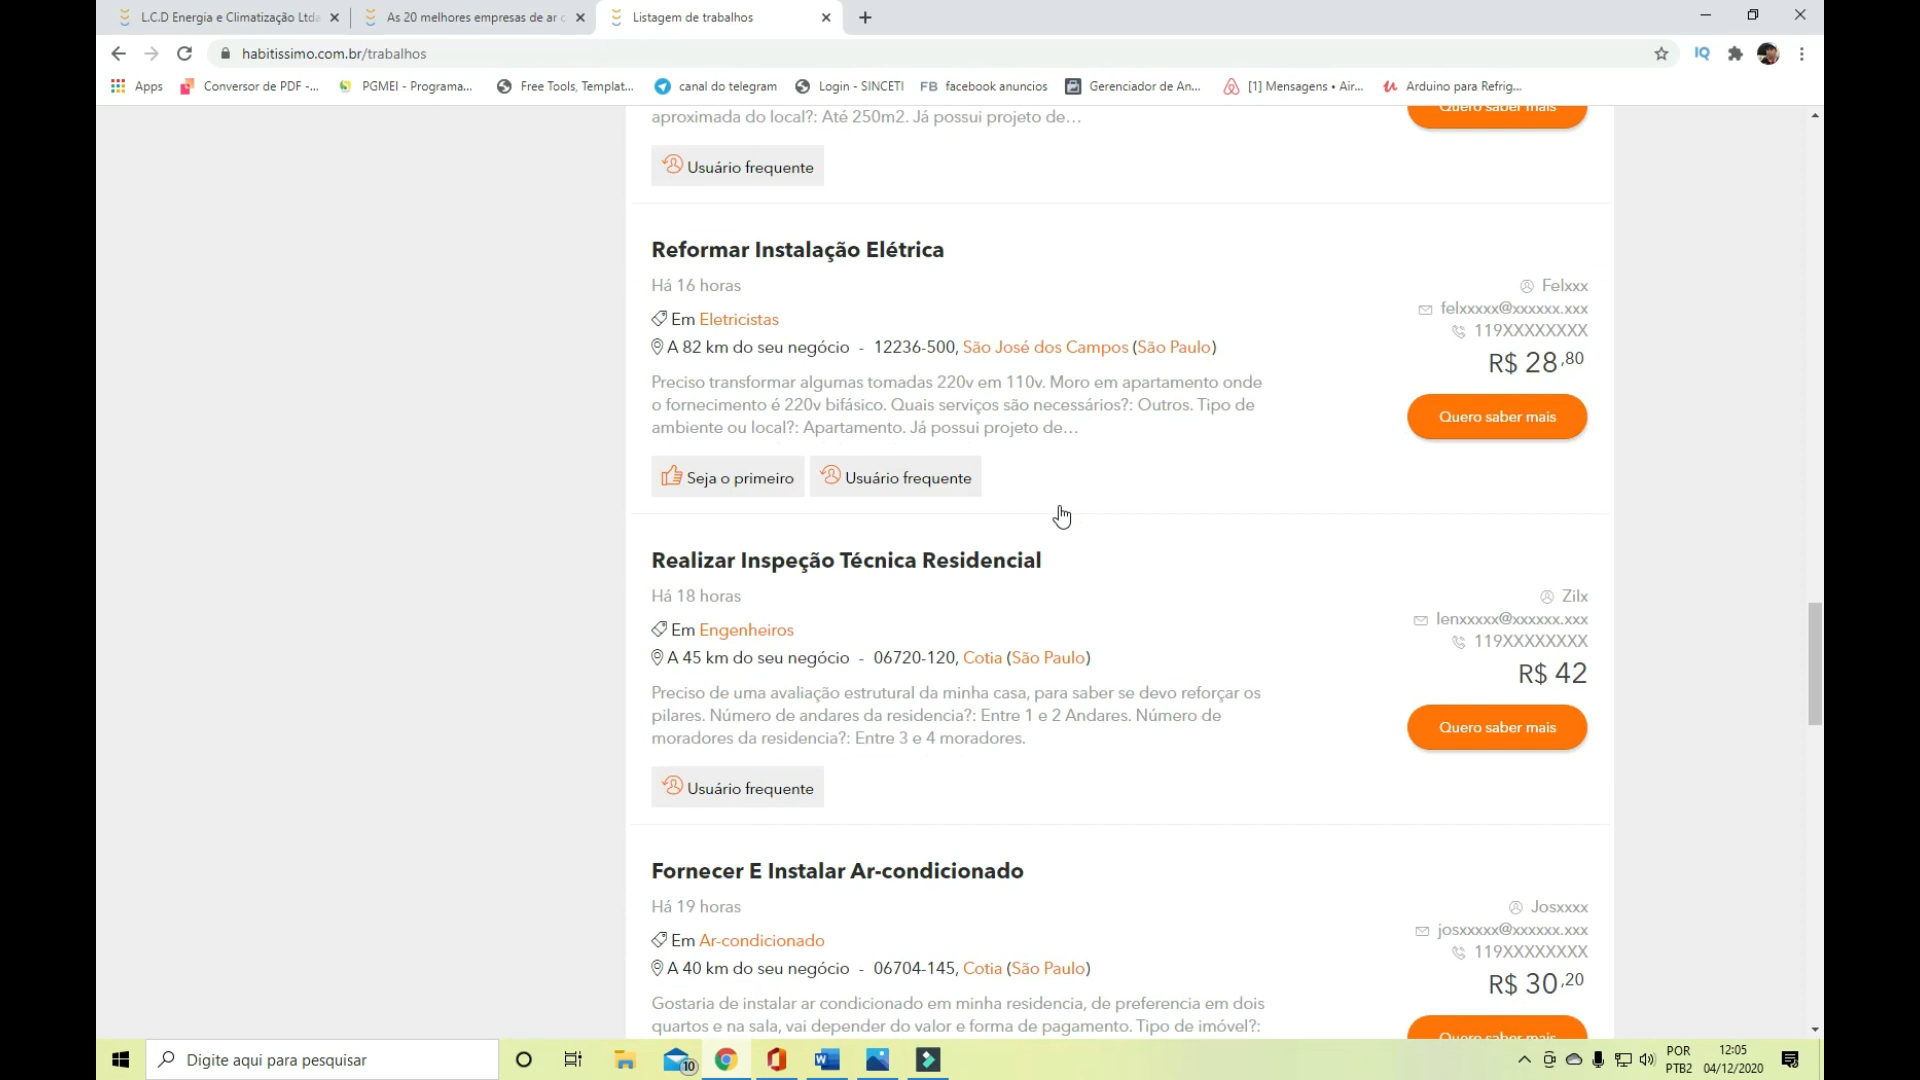 L.C.D Energia e Climatização Ltda
As 20 melhores empresas de ar c
Listagem de trabalhos
habitissimo.com.br/trabalhos
IQ
Apps
Conversor de PDF -...
PGMEI - Programa...
Free Tools, Templat...
canal do telegram
Login - SINCETI
FB facebook anuncios
Gerenciador de An...
[1] Mensagens • Air...
Arduino para Refrig...
aproximada do local?: Até 250m2. Já possui projeto de…
Quero saber mais
Usuário frequente
Reformar Instalação Elétrica
Há 16 horas
Em Eletricistas
A 82 km do seu negócio - 12236-500, São José dos Campos (São Paulo)
Preciso transformar algumas tomadas 220v em 110v. Moro em apartamento onde
o fornecimento é 220v bifásico. Quais serviços são necessários?: Outros. Tipo de
ambiente ou local?: Apartamento. Já possui projeto de…
Felxxx
felxxxxx@xxxxxx.xxx
119XXXXXXXX
R$ 28,80
Quero saber mais
Seja o primeiro
Usuário frequente
Realizar Inspeção Técnica Residencial
Há 18 horas
Em Engenheiros
A 45 km do seu negócio - 06720-120, Cotia (São Paulo)
Preciso de uma avaliação estrutural da minha casa, para saber se devo reforçar os
pilares. Número de andares da residencia?: Entre 1 e 2 Andares. Número de
moradores da residencia?: Entre 3 e 4 moradores.
Zilx
lenxxxxx@xxxxxx.xxx
119XXXXXXXX
R$ 42
Quero saber mais
Usuário frequente
Fornecer E Instalar Ar-condicionado
Há 19 horas
Em Ar-condicionado
A 40 km do seu negócio - 06704-145, Cotia (São Paulo)
Gostaria de instalar ar condicionado em minha residencia, de preferencia em dois
quartos e na sala, vai depender do valor e forma de pagamento. Tipo de imóvel?:
Josxxxx
josxxxxx@xxxxxx.xxx
119XXXXXXXX
R$ 30,20
Quero saber mais
Digite aqui para pesquisar
10
POR
PTB2
12:05
04/12/2020